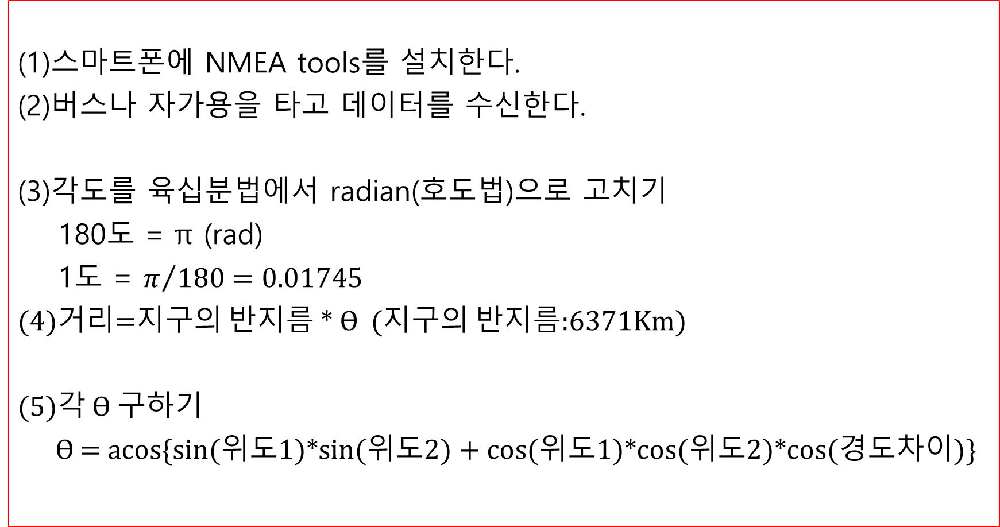 (1)스마트폰에 NMEA tools를 설치한다.
(2)버스나 자가용을 타고 데이터를 수신한다.
(3)각도를 육십분법에서 radian(호도법)으로 고치기
180도 = π (rad)
1도 = π/180 = 0.01745
(4)거리=지구의 반지름 * ө (지구의 반지름:6371Km)
(5)각 ө 구하기
ө = acos{sin(위도1)*sin(위도2) + cos(위도1)*cos(위도2)*cos(경도차이)}